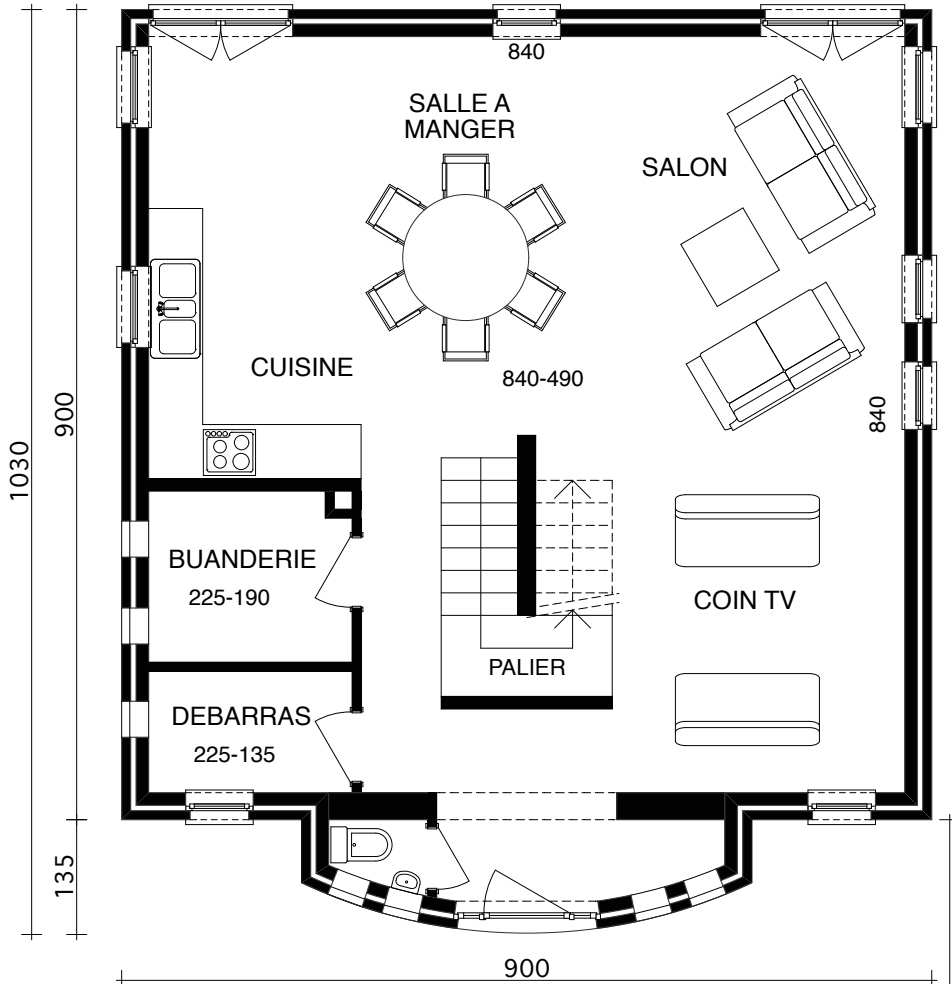 840
SALLE A
MANGER
SALON
CUISINE
840-490
840
900
1030
BUANDERIE
225-190
COIN TV
PALIER
DEBARRAS
225-135
135
900